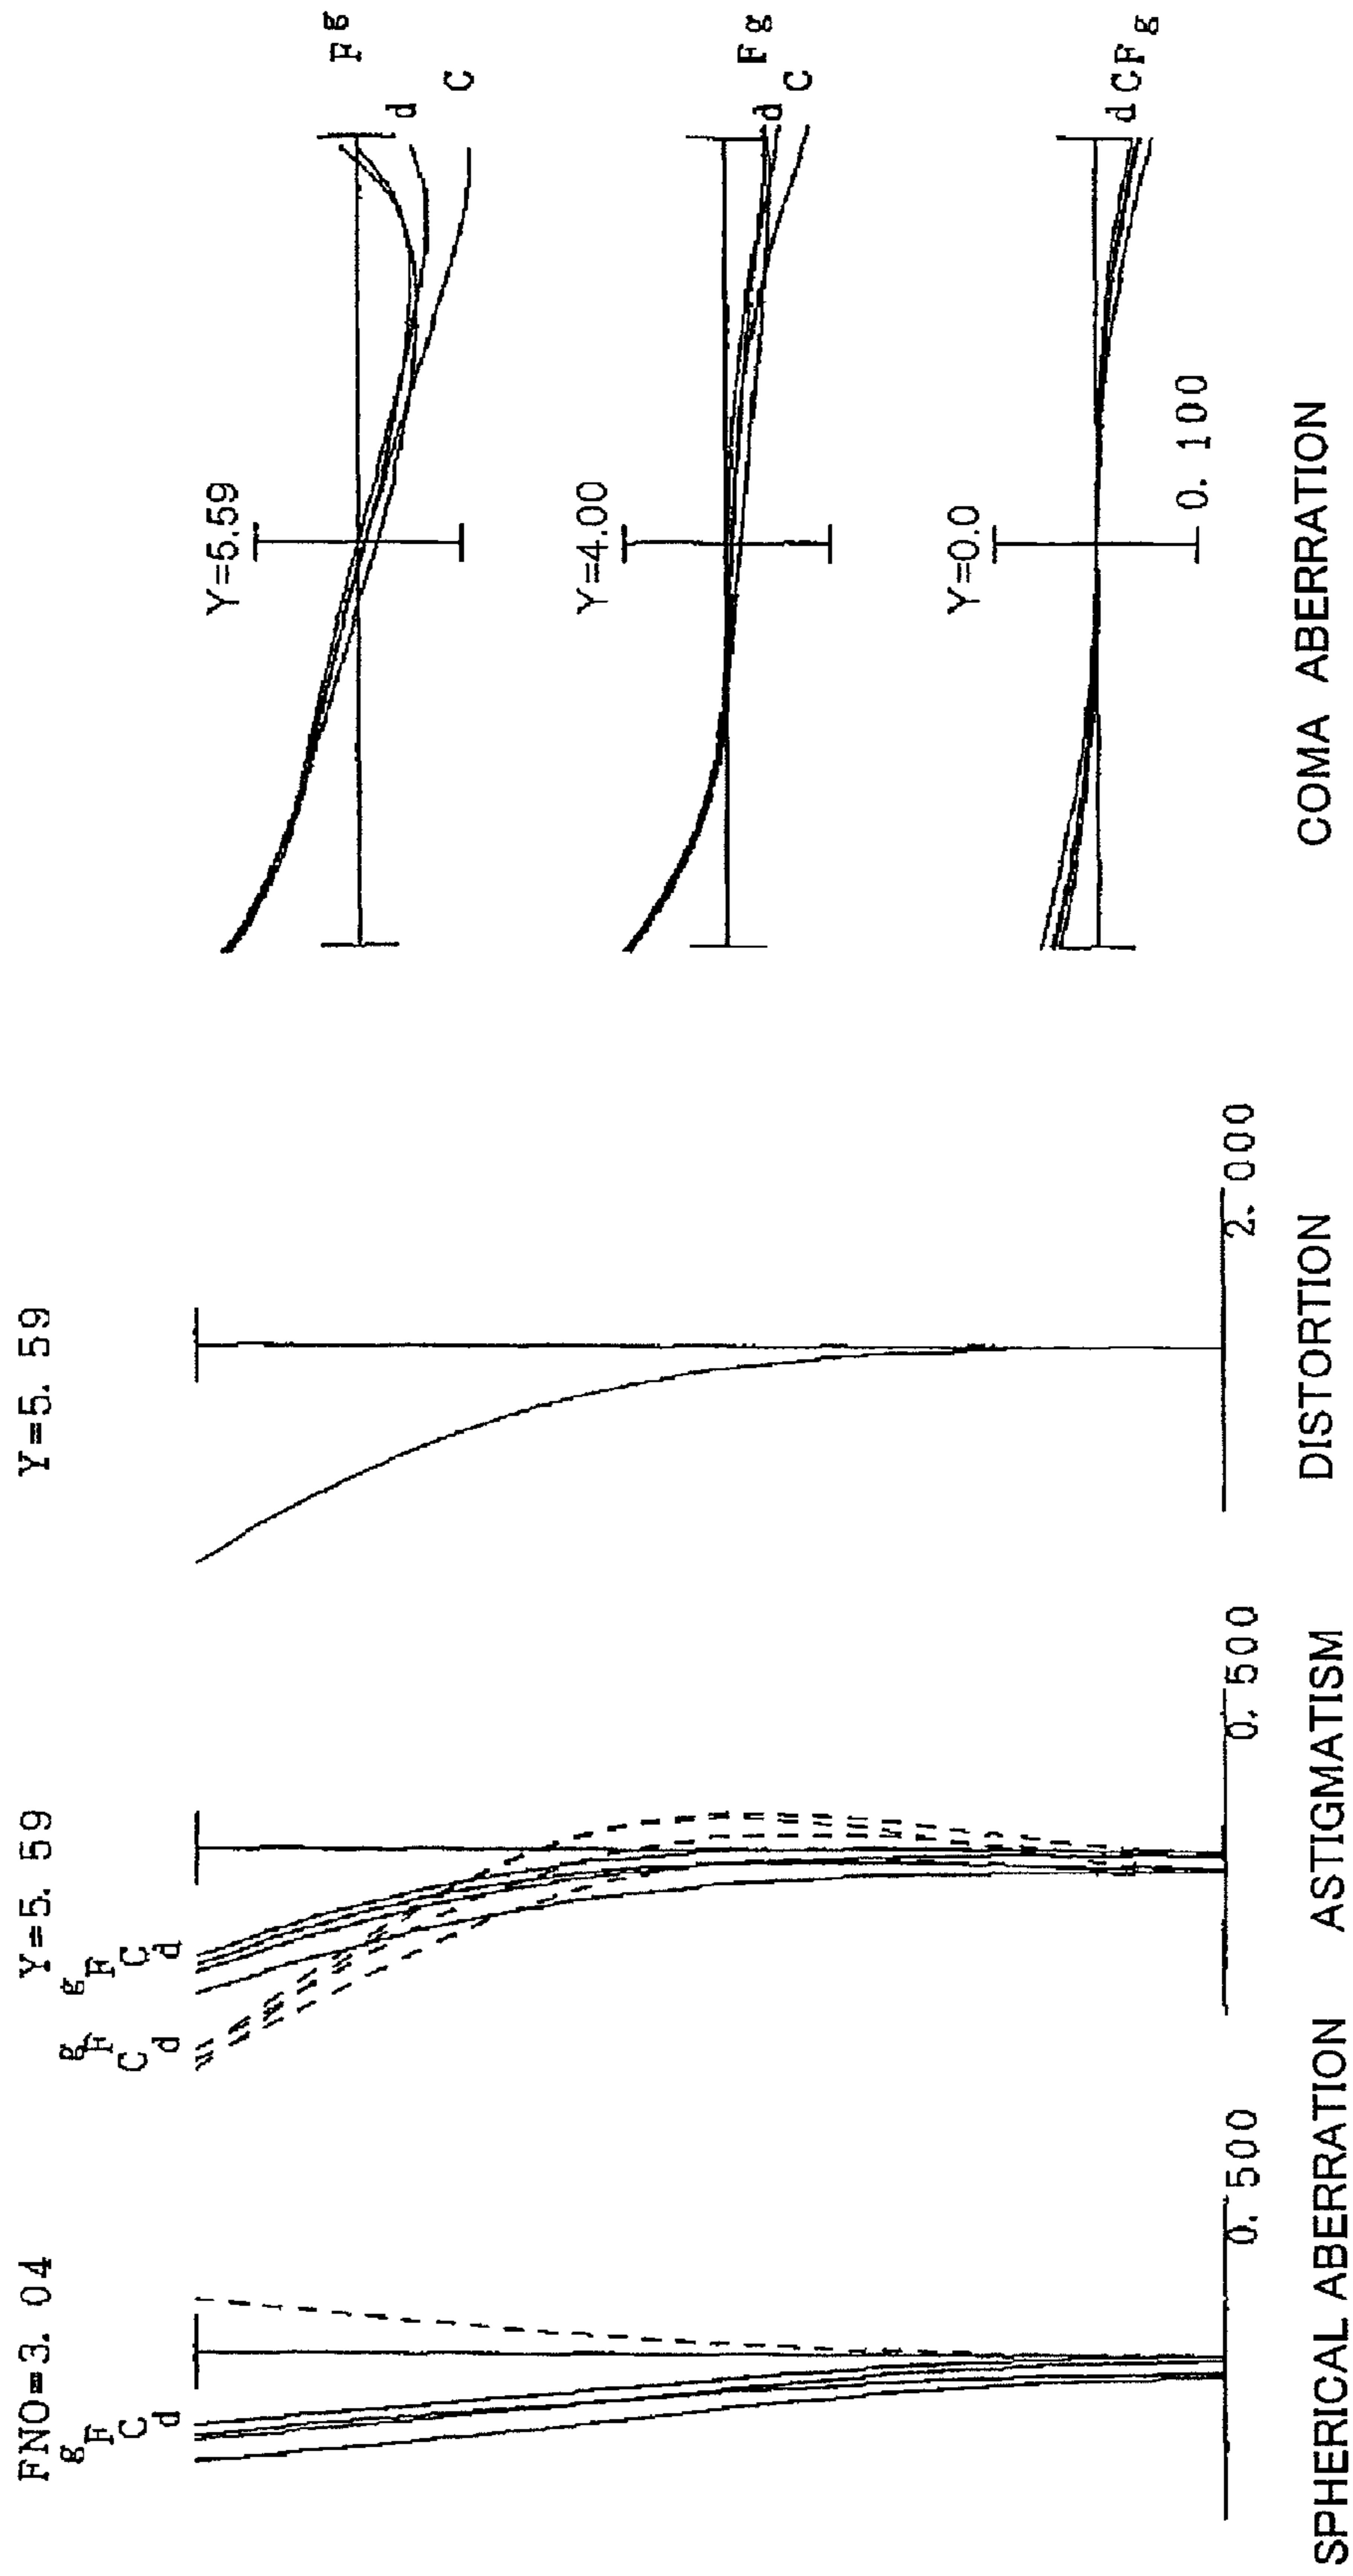 FNO=3. 04
g
F
C
d
0. 500
SPHERICAL ABERRATION
Y=5. 59
g
F
C
d
g
F
C
d
0. 500
ASTIGMATISM
Y=5. 59
2. 000
DISTORTION
Y=5.59
g
F
d
C
Y=4.00
g
F
d
C
Y=0.0
d C F g
0. 100
COMA ABERRATION